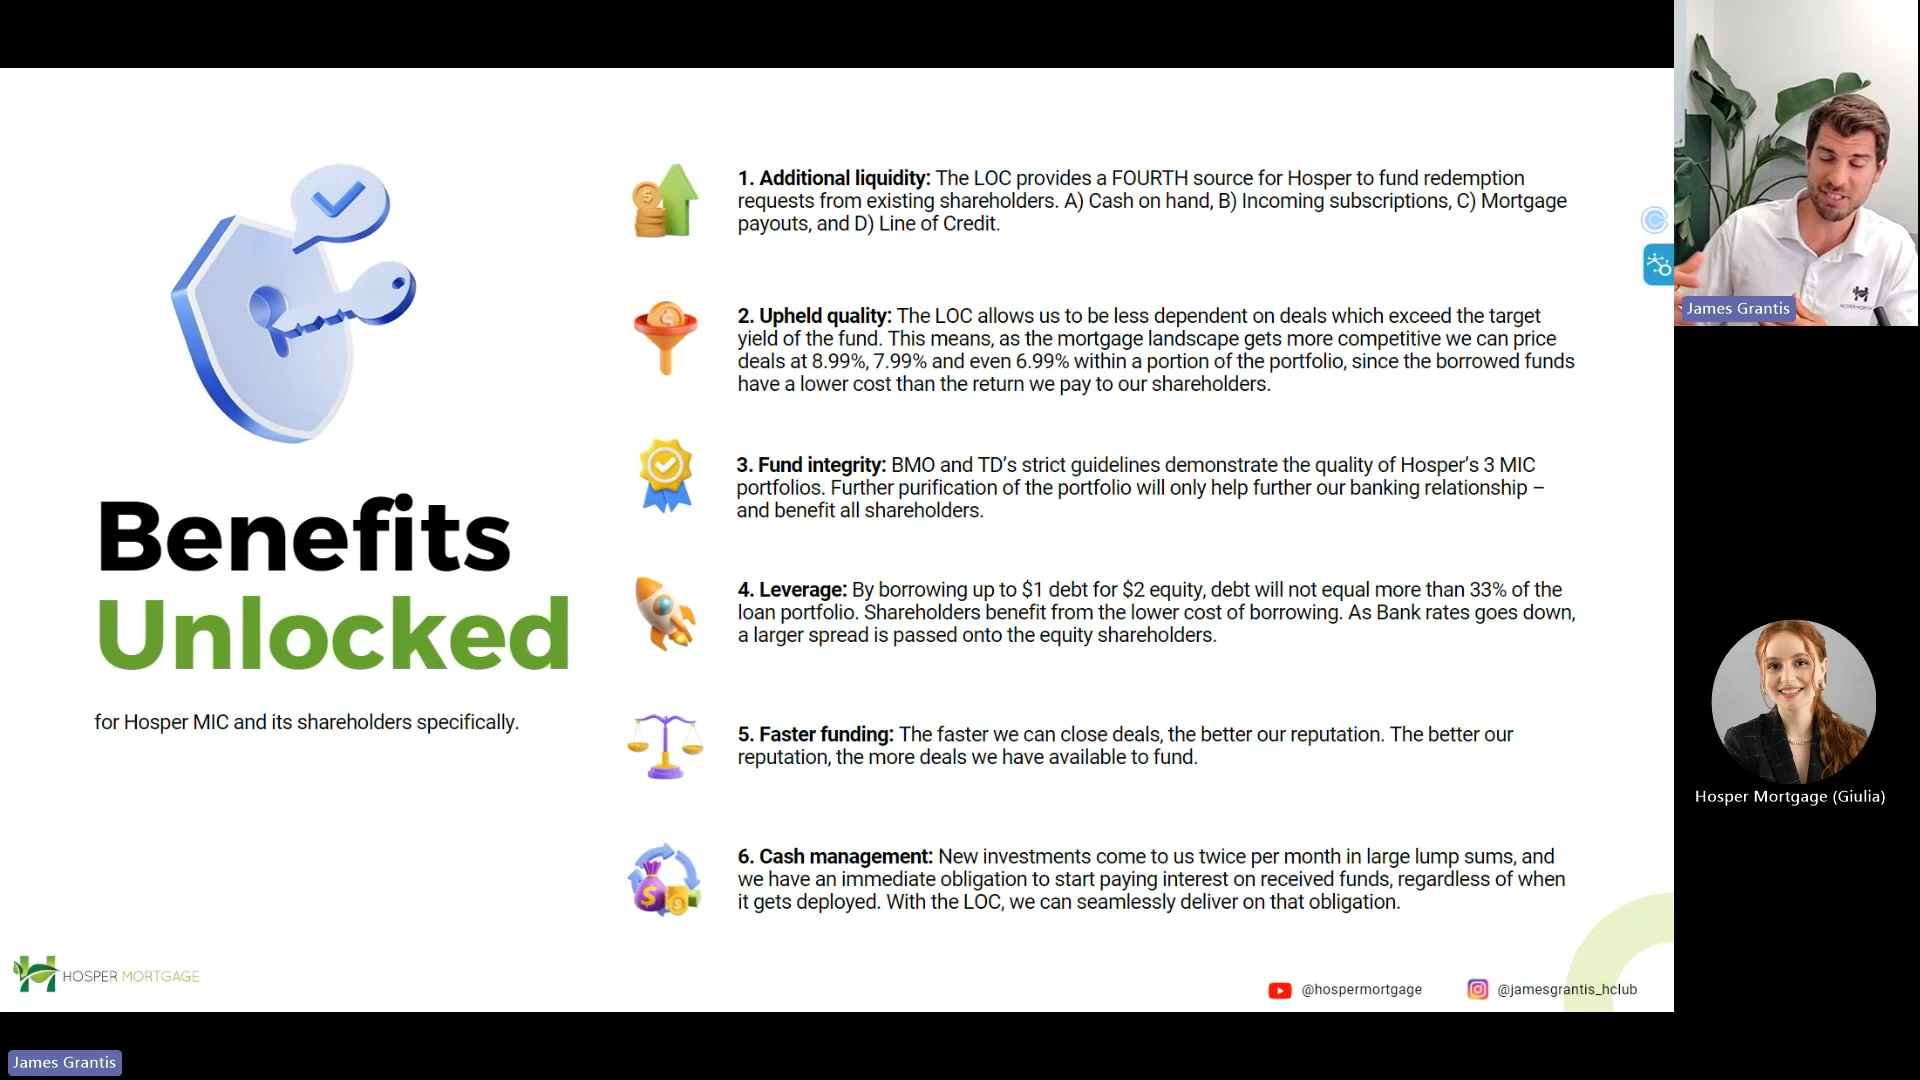 Benefits
Unlocked
for Hosper MIC and its shareholders specifically.
1. Additional liquidity: The LOC provides a FOURTH source for Hosper to fund redemption
requests from existing shareholders. A) Cash on hand, B) Incoming subscriptions, C) Mortgage
payouts, and D) Line of Credit.
2. Upheld quality: The LOC allows us to be less dependent on deals which exceed the target
yield of the fund. This means, as the mortgage landscape gets more competitive we can price
deals at 8.99%, 7.99% and even 6.99% within a portion of the portfolio, since the borrowed funds
have a lower cost than the return we pay to our shareholders.
3. Fund integrity: BMO and TD’s strict guidelines demonstrate the quality of Hosper’s 3 MIC
portfolios. Further purification of the portfolio will only help further our banking relationship –
and benefit all shareholders.
4. Leverage: By borrowing up to $1 debt for $2 equity, debt will not equal more than 33% of the
loan portfolio. Shareholders benefit from the lower cost of borrowing. As Bank rates goes down,
a larger spread is passed onto the equity shareholders.
5. Faster funding: The faster we can close deals, the better our reputation. The better our
reputation, the more deals we have available to fund.
6. Cash management: New investments come to us twice per month in large lump sums, and
we have an immediate obligation to start paying interest on received funds, regardless of when
it gets deployed. With the LOC, we can seamlessly deliver on that obligation.
HOSPER MORTGAGE
@hospermortgage
@jamesgrantis_hclub
James Grantis
Hosper Mortgage (Giulia)
James Grantis